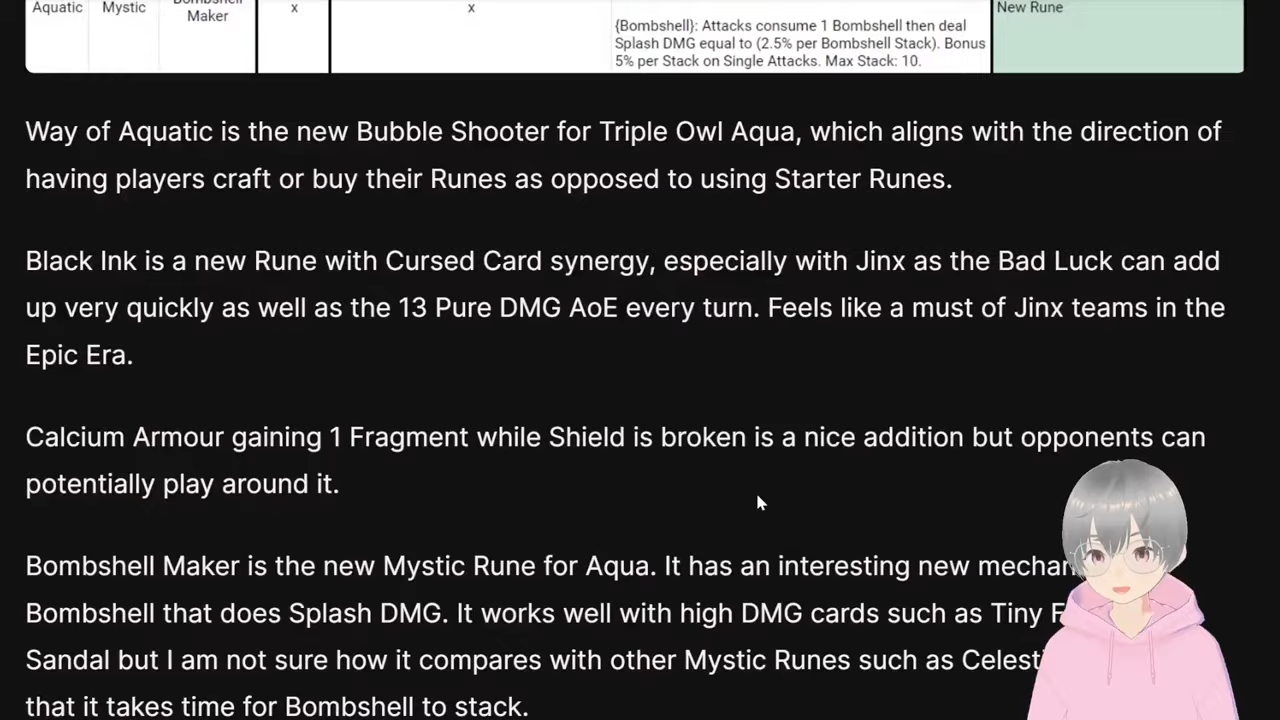 Aquatic Mystic Bombshell Maker x x New Rune
{Bombshell}: Attacks consume 1 Bombshell then deal
Splash DMG equal to (2.5% per Bombshell Stack). Bonus
5% per Stack on Single Attacks. Max Stack: 10.
Way of Aquatic is the new Bubble Shooter for Triple Owl Aqua, which aligns with the direction of
having players craft or buy their Runes as opposed to using Starter Runes.
Black Ink is a new Rune with Cursed Card synergy, especially with Jinx as the Bad Luck can add
up very quickly as well as the 13 Pure DMG AoE every turn. Feels like a must of Jinx teams in the
Epic Era.
Calcium Armour gaining 1 Fragment while Shield is broken is a nice addition but opponents can
potentially play around it.
Bombshell Maker is the new Mystic Rune for Aqua. It has an interesting new
Bombshell that does Splash DMG. It works well with high DMG cards such as Tiny
Sandal but I am not sure how it compares with other Mystic Runes such as
that it takes time for Bombshell to stack.